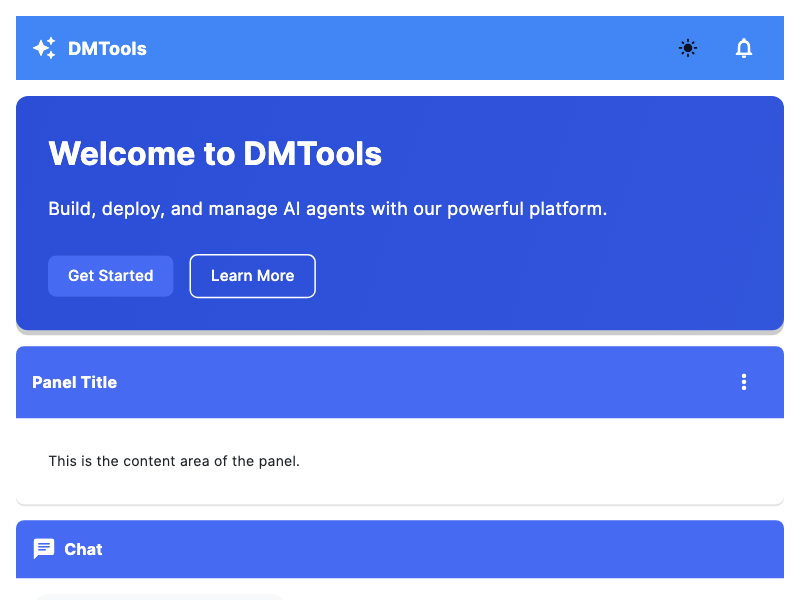 DMTools
Welcome to DMTools
Build, deploy, and manage AI agents with our powerful platform.
Get Started
Learn More
Panel Title
This is the content area of the panel.
Chat